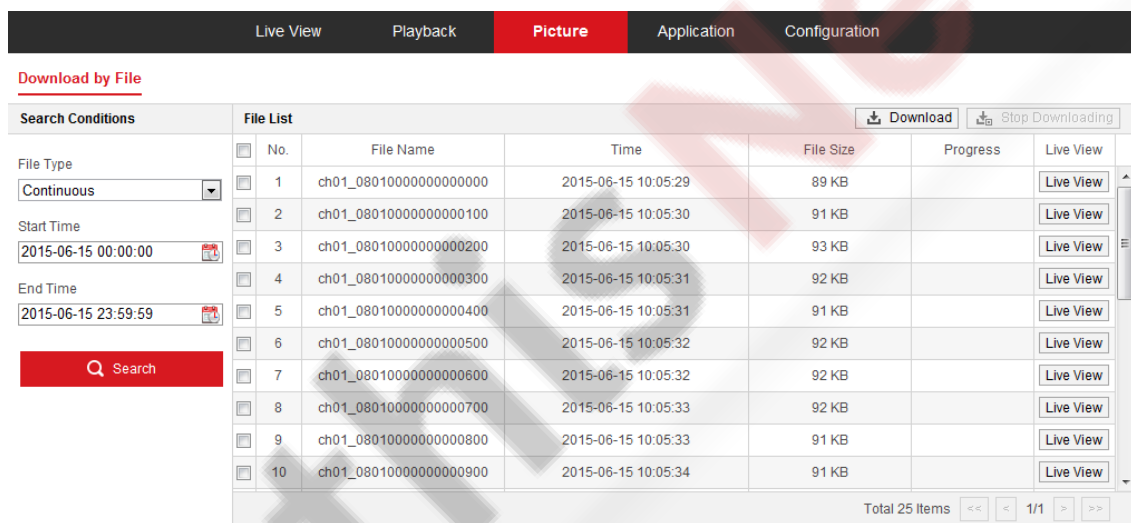 Live View Playback Picture Application Configuration
Download by File
Search Conditions
File Type
Continuous
Start Time
2015-06-15 00:00:00
End Time
2015-06-15 23:59:59
Search
File List Download Stop Downloading
No. File Name Time File Size Progress Live View
1 ch01_08010000000000000 2015-06-15 10:05:29 89 KB Live View
2 ch01_08010000000000100 2015-06-15 10:05:30 91 KB Live View
3 ch01_08010000000000200 2015-06-15 10:05:30 93 KB Live View
4 ch01_08010000000000300 2015-06-15 10:05:31 92 KB Live View
5 ch01_08010000000000400 2015-06-15 10:05:31 91 KB Live View
6 ch01_08010000000000500 2015-06-15 10:05:32 92 KB Live View
7 ch01_08010000000000600 2015-06-15 10:05:32 92 KB Live View
8 ch01_08010000000000700 2015-06-15 10:05:33 92 KB Live View
9 ch01_08010000000000800 2015-06-15 10:05:33 91 KB Live View
10 ch01_08010000000000900 2015-06-15 10:05:34 91 KB Live View
Total 25 Items << < 1/1 > >>
this